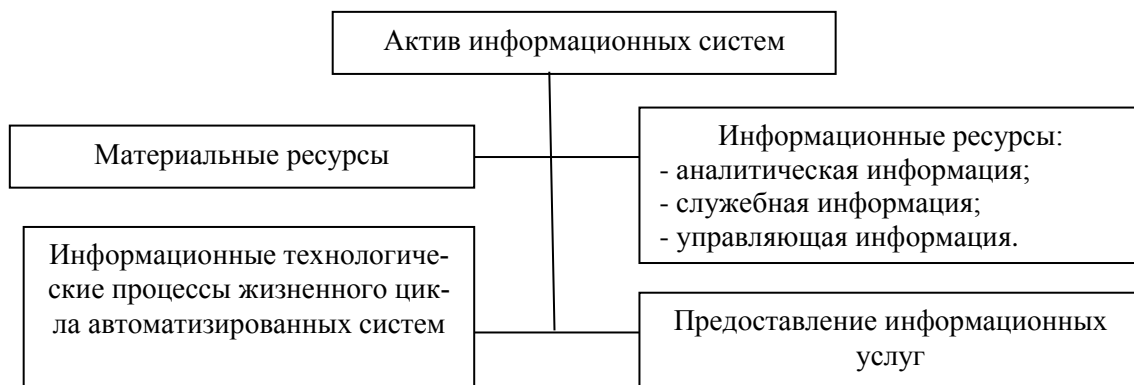 Актив информационных систем
Материальные ресурсы
Информационные ресурсы:
- аналитическая информация;
- служебная информация;
- управляющая информация.
Информационные технологиче-
ские процессы жизненного цик-
ла автоматизированных систем
Предоставление информационных
услуг